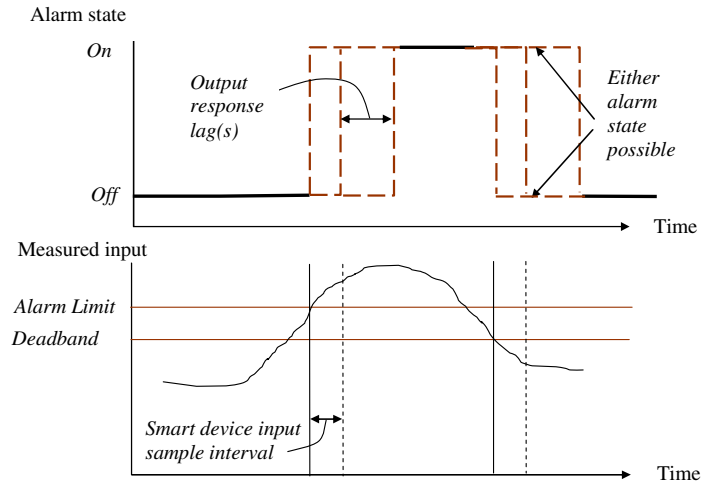 Alarm state
On
Output
response
lag(s)
Either
alarm
state
possible
Off
Time
Measured input
Alarm Limit
Deadband
Smart device input
sample interval
Time